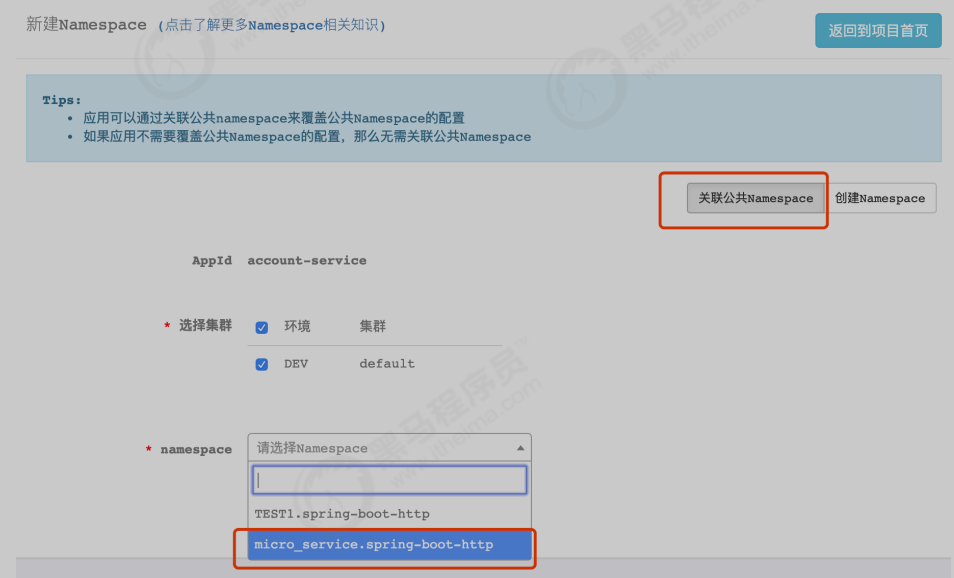 新建Namespace (点击了解更多Namespace相关知识)
返回到项目首页
Tips:
• 应用可以通过关联公共namespace来覆盖公共Namespace的配置
• 如果应用不需要覆盖公共Namespace的配置，那么无需关联公共Namespace
关联公共Namespace 创建Namespace
AppId account-service
* 选择集群 环境 集群
DEV default
* namespace 请选择Namespace
TEST1.spring-boot-http
micro_service.spring-boot-http
黑马程序员
www.itheima.com